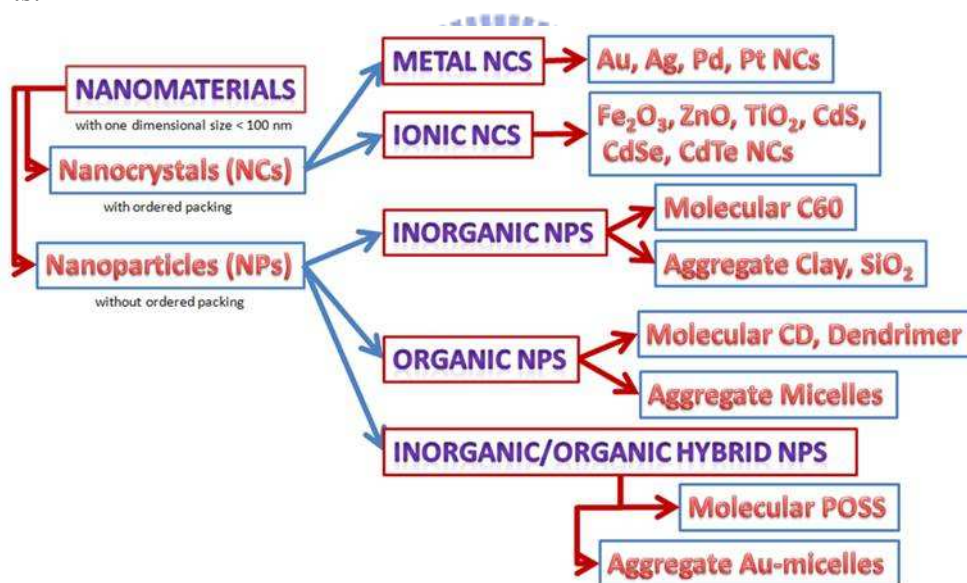 NANOMATERIALS
with one dimensional size < 100 nm
Nanocrystals (NCs)
with ordered packing
Nanoparticles (NPs)
without ordered packing
METAL NCS
Au, Ag, Pd, Pt NCs
IONIC NCS
Fe₂O₃, ZnO, TiO₂, CdS,
CdSe, CdTe NCs
INORGANIC NPS
Molecular C60
Aggregate Clay, SiO₂
ORGANIC NPS
Molecular CD, Dendrimer
Aggregate Micelles
INORGANIC/ORGANIC HYBRID NPS
Molecular POSS
Aggregate Au-micelles